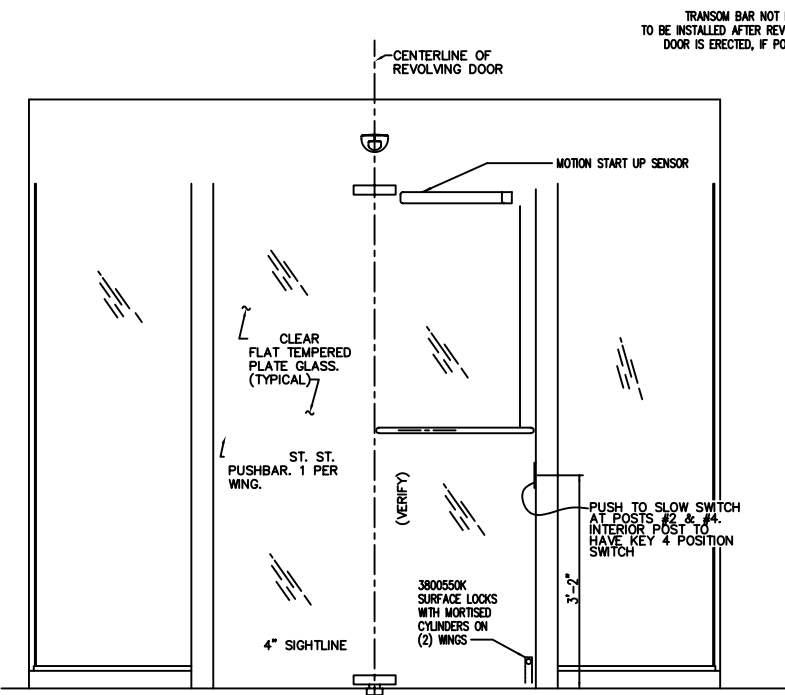 TRANSOM BAR NOT
TO BE INSTALLED AFTER REV
DOOR IS ERECTED, IF PO
CENTERLINE OF
REVOLVING DOOR
MOTION START UP SENSOR
CLEAR
FLAT TEMPERED
PLATE GLASS.
(TYPICAL)
ST. ST.
PUSHBAR. 1 PER
WING.
(VERIFY)
PUSH TO SLOW SWITCH
AT POSTS #2 & #4.
INTERIOR POST TO
HAVE KEY 4 POSITION
SWITCH
3'-2"
3800550K
SURFACE LOCKS
WITH MORTISED
CYLINDERS ON
(2) WINGS
4" SIGHTLINE